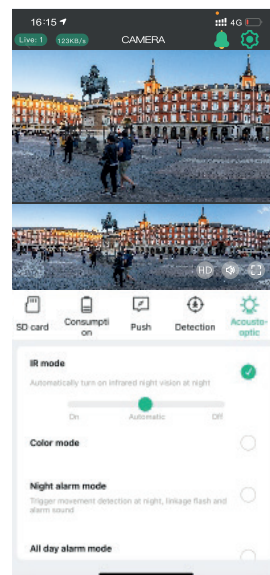 16:15
4G
Live: 1
123KB/s
CAMERA
HD
SD card
Consumpti
on
Push
Detection
Acousto-
optic
IR mode
Automatically turn on infrared night vision at night
On
Automatic
Off
Color mode
Night alarm mode
Trigger movement detection at night, linkage flash and
alarm sound
All day alarm mode